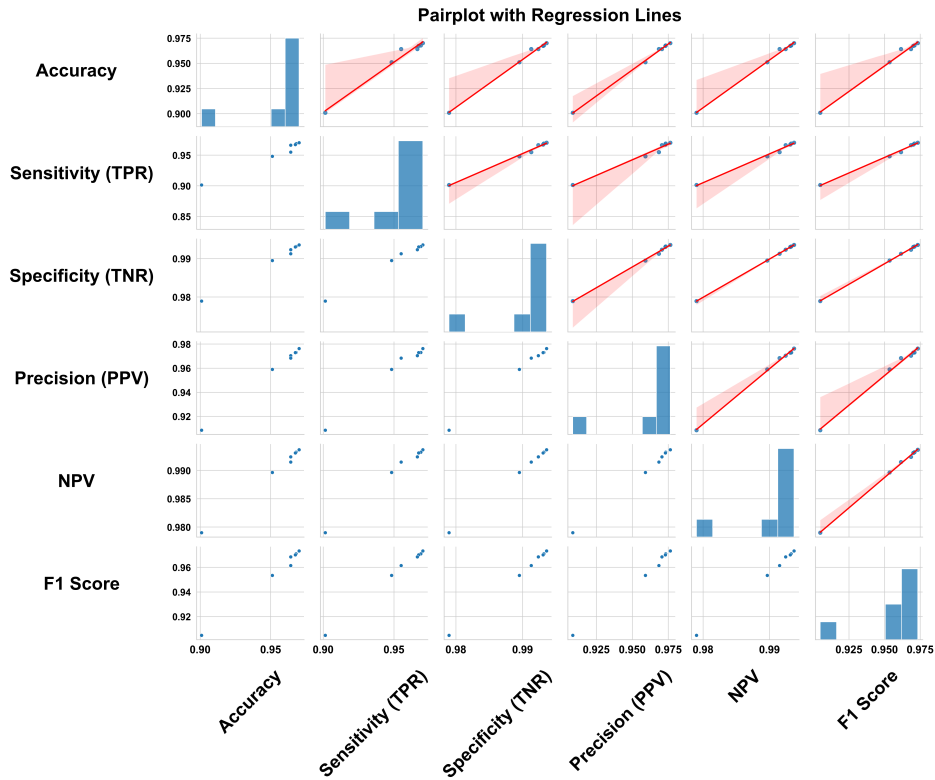 Pairplot with Regression Lines
Accuracy
0.975
0.950
0.925
0.900
Sensitivity (TPR)
0.95
0.90
0.85
Specificity (TNR)
0.99
0.98
Precision (PPV)
0.98
0.96
0.94
0.92
NPV
0.990
0.985
0.980
F1 Score
0.96
0.94
0.92
0.90 0.95 0.90 0.95 0.98 0.99 0.925 0.950 0.975 0.98 0.99 0.925 0.950 0.975
Accuracy
Sensitivity (TPR)
Specificity (TNR)
Precision (PPV)
NPV
F1 Score